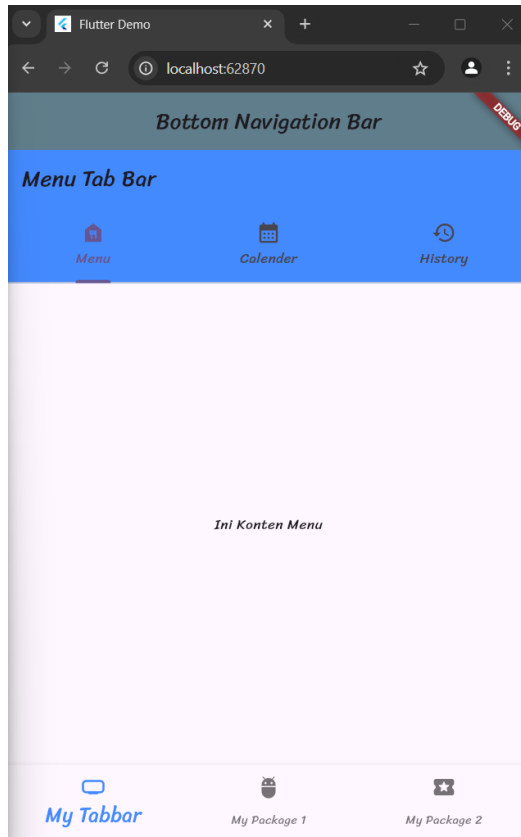 Flutter Demo
localhost:62870
Bottom Navigation Bar
DEBUG
Menu Tab Bar
Menu Calender History
Ini Konten Menu
My Tabbar My Package 1 My Package 2